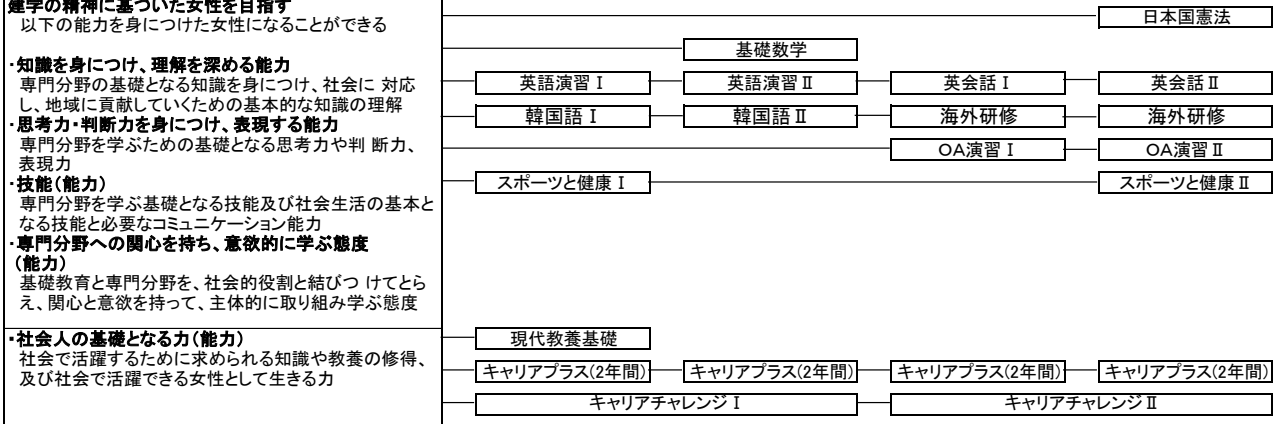 建学の精神に基づいた女性を目指す
以下の能力を身につけた女性になることができる
・知識を身につけ、理解を深める能力
専門分野の基礎となる知識を身につけ、社会に 対応
し、地域に貢献していくための基本的な知識の理解
・思考力・判断力を身につけ、表現する能力
専門分野を学ぶための基礎となる思考力や判 断力、
表現力
・技能(能力)
専門分野を学ぶ基礎となる技能及び社会生活の基本と
なる技能と必要なコミュニケーション能力
・専門分野への関心を持ち、意欲的に学ぶ態度
(能力)
基礎教育と専門分野を、社会的役割と結びつ けてとら
え、関心と意欲を持って、主体的に取り組み学ぶ態度
・社会人の基礎となる力(能力)
社会で活躍するために求められる知識や教養の修得、
及び社会で活躍できる女性として生きる力
日本国憲法
基礎数学
英語演習Ⅰ 英語演習Ⅱ 英会話Ⅰ 英会話Ⅱ
韓国語Ⅰ 韓国語Ⅱ 海外研修 海外研修
OA演習Ⅰ OA演習Ⅱ
スポーツと健康Ⅰ スポーツと健康Ⅱ
現代教養基礎
キャリアプラス(2年間) キャリアプラス(2年間) キャリアプラス(2年間) キャリアプラス(2年間)
キャリアチャレンジⅠ キャリアチャレンジⅡ